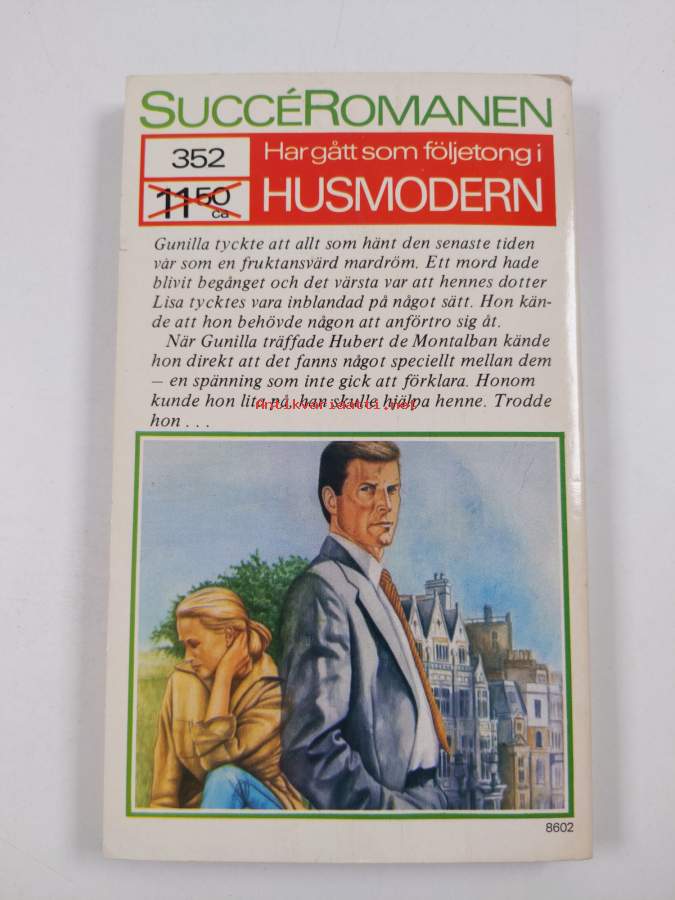 SUCCÉROMANEN
352
Har gått som följetong i
11 50
ca
HUSMODERN
Gunilla tyckte att allt som hänt den senaste tiden
var som en fruktansvärd mardröm. Ett mord hade
blivit begånget och det värsta var att hennes dotter
Lisa tycktes vara inblandad på något sätt. Hon kän-
de att hon behövde någon att anförtro sig åt.
När Gunilla träffade Hubert de Montalban kände
hon direkt att det fanns något speciellt mellan dem
– en spänning som inte gick att förklara. Honom
kunde hon lita på, han skulle hjälpa henne. Trodde
hon . . .
Antikvariaatti.net
8602